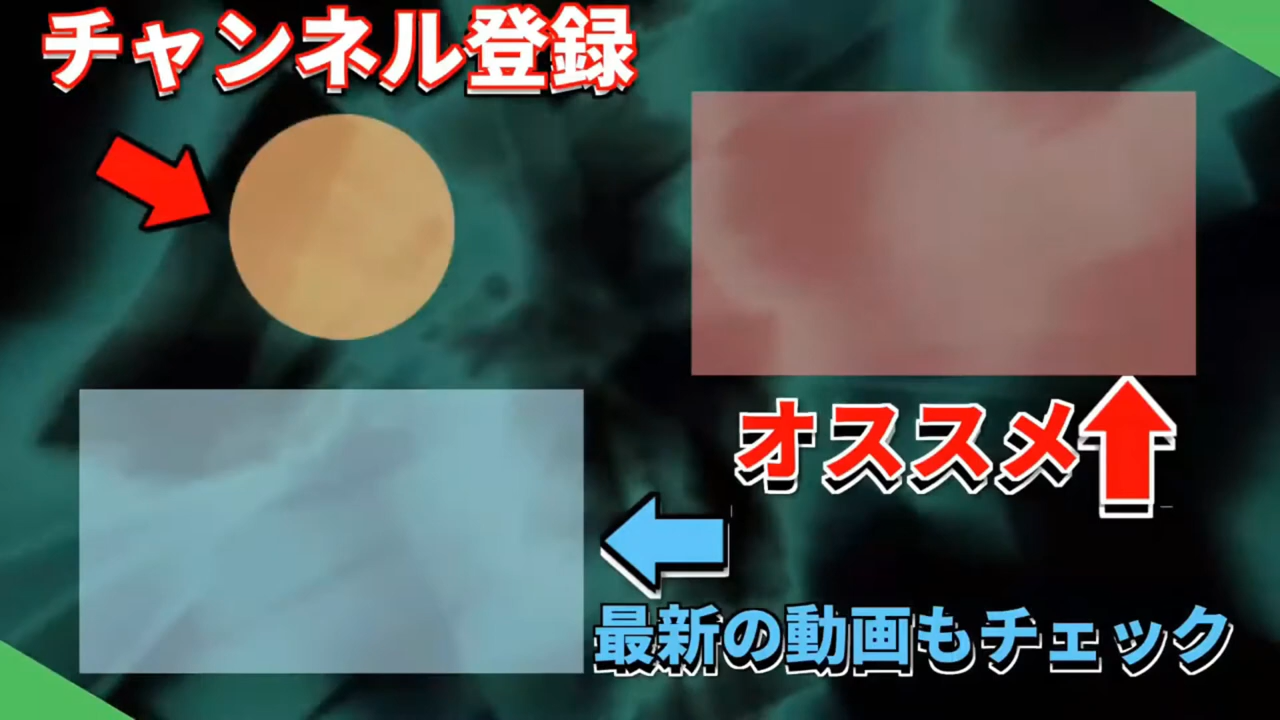 チャンネル登録
オススメ
最新の動画もチェック